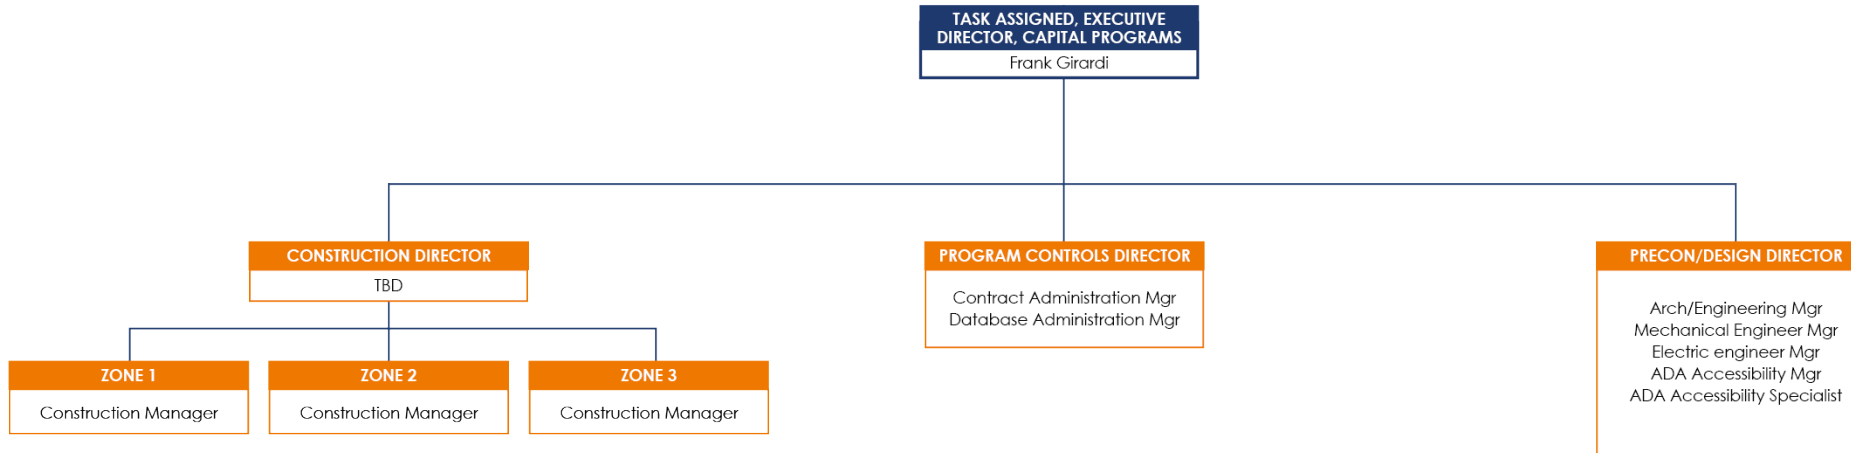 TASK ASSIGNED, EXECUTIVE
DIRECTOR, CAPITAL PROGRAMS
Frank Girardi
CONSTRUCTION DIRECTOR
TBD
PROGRAM CONTROLS DIRECTOR
Contract Administration Mgr
Database Administration Mgr
PRECON/DESIGN DIRECTOR
Arch/Engineering Mgr
Mechanical Engineer Mgr
Electric engineer Mgr
ADA Accessibility Mgr
ADA Accessibility Specialist
ZONE 1
Construction Manager
ZONE 2
Construction Manager
ZONE 3
Construction Manager